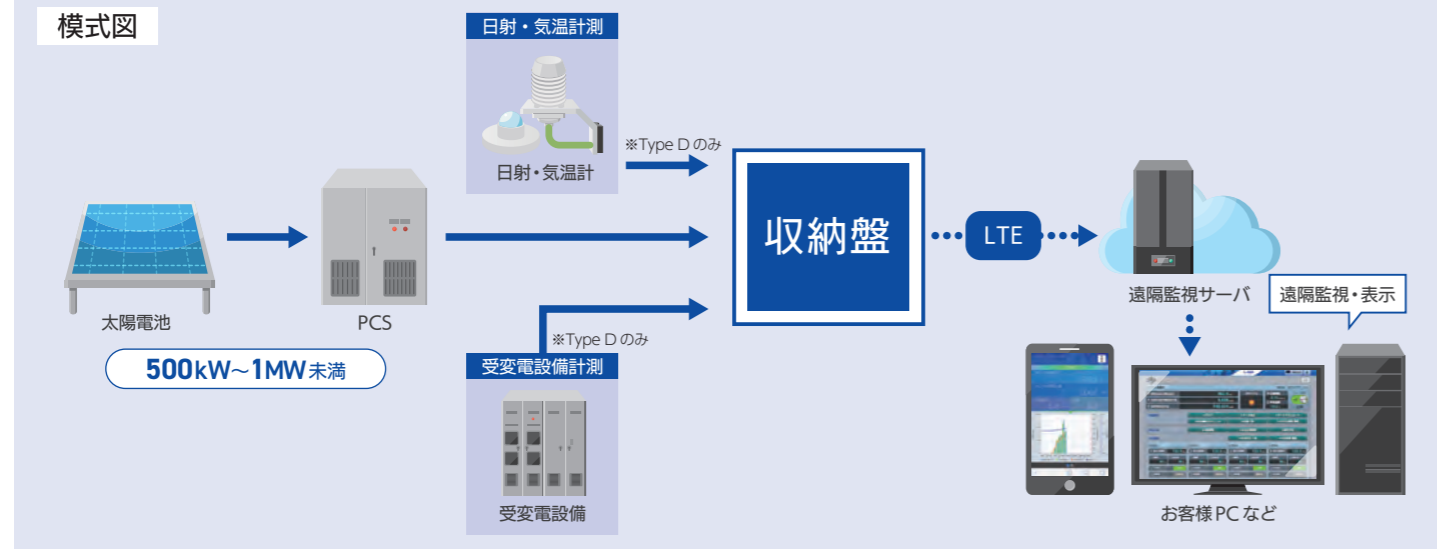 模式図
日射・気温計測
日射・気温計
※Type D のみ
太陽電池
PCS
500kW～1MW未満
※Type D のみ
受変電設備計測
受変電設備
収納盤
LTE
遠隔監視サーバ
遠隔監視・表示
お客様PCなど